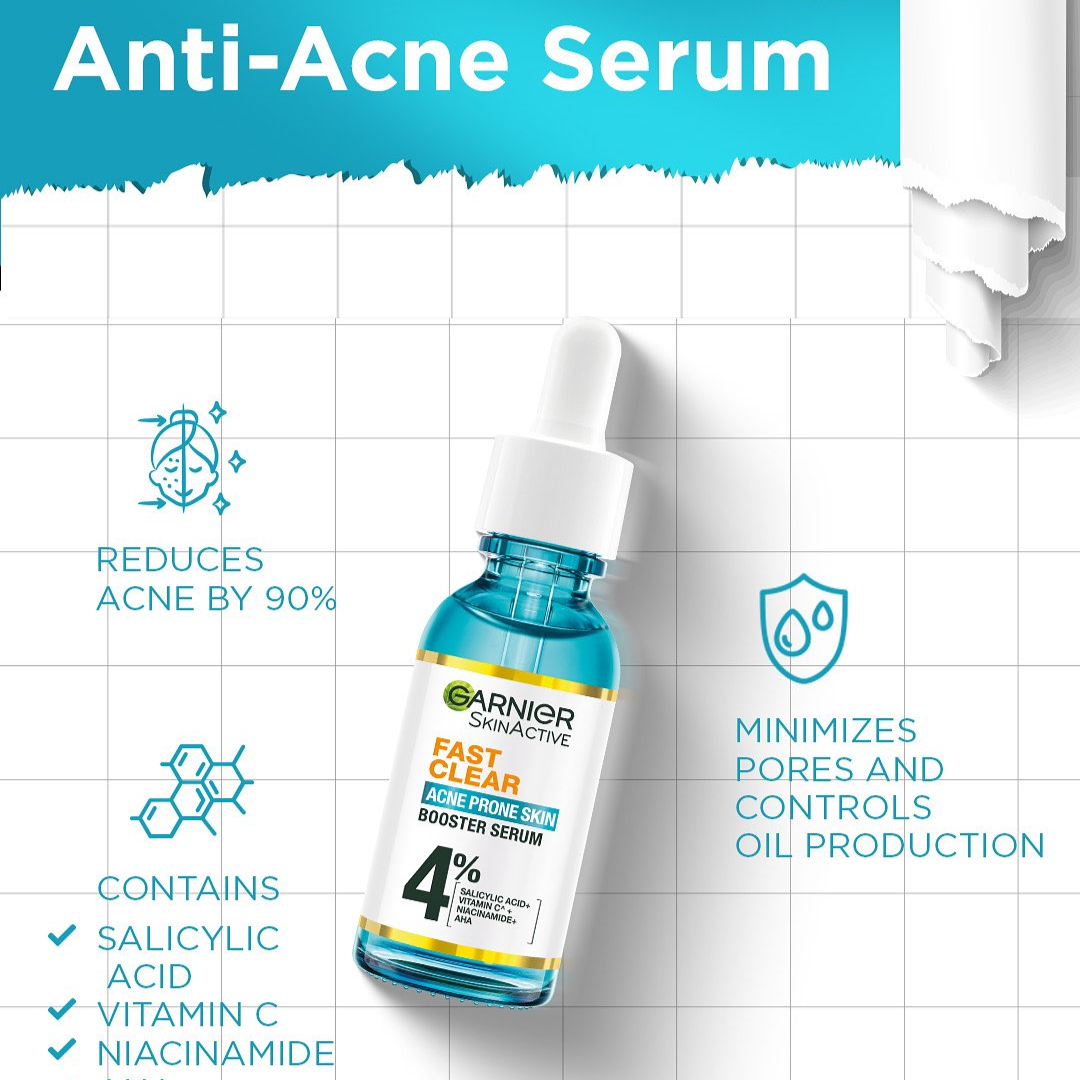 Anti-Acne Serum
REDUCES
ACNE BY 90%
CONTAINS
SALICYLIC
ACID
VITAMIN C
NIACINAMIDE
GARNIER
SKINACTIVE
FAST
CLEAR
ACNE PRONE SKIN
BOOSTER SERUM
4%
SALICYLIC ACID+
VITAMIN C^ +
NIACINAMIDE+
AHA
MINIMIZES
PORES AND
CONTROLS
OIL PRODUCTION